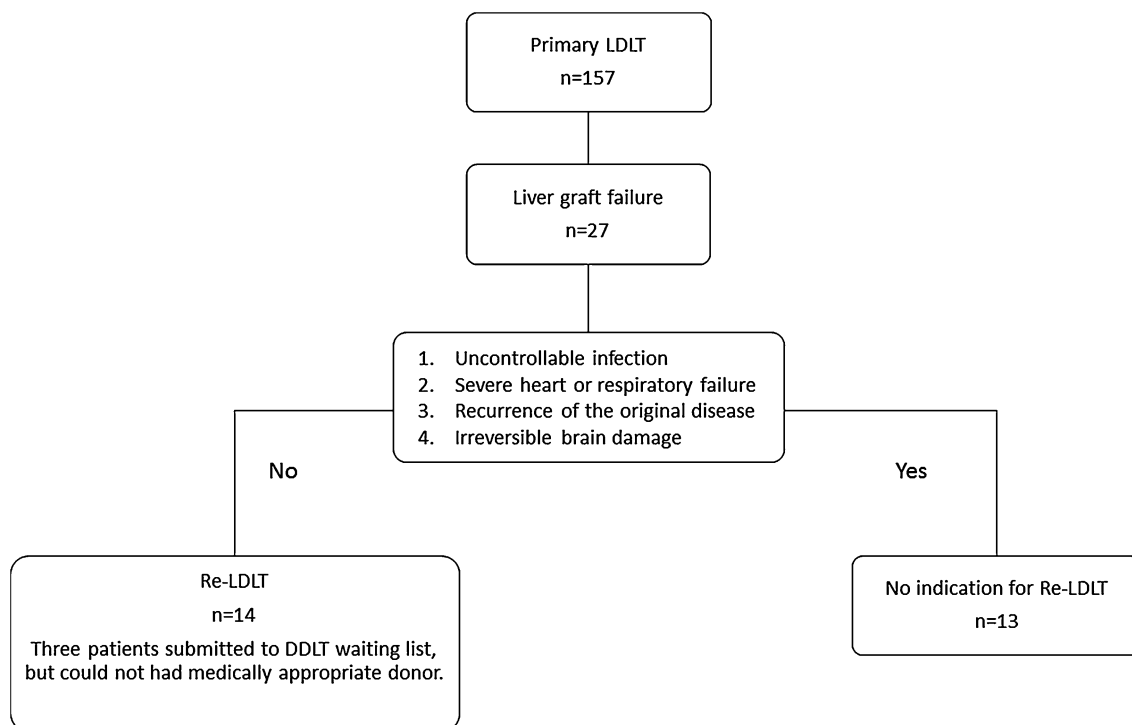 Primary LDLT
n=157
Liver graft failure
n=27
1. Uncontrollable infection
2. Severe heart or respiratory failure
3. Recurrence of the original disease
4. Irreversible brain damage
No
Yes
Re-LDLT
n=14
Three patients submitted to DDLT waiting list,
but could not had medically appropriate donor.
No indication for Re-LDLT
n=13